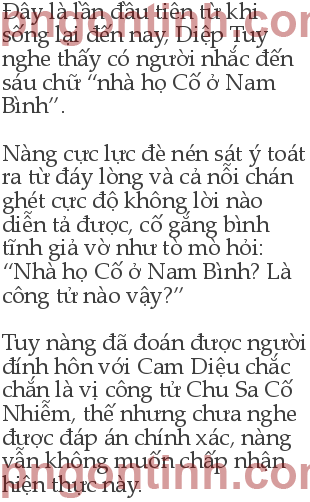 Đây là lần đầu tiên từ khi
sống lại đến nay, Diệp Tuy
nghe thấy có người nhắc đến
sáu chữ “nhà họ Cố ở Nam
Bình”.

Nàng cực lực đè nén sát ý toát
ra từ đáy lòng và cả nỗi chán
ghét cực độ không lời nào
diễn tả được, cố gắng bình
tĩnh giả vờ như tò mò hỏi:
“Nhà họ Cố ở Nam Bình? Là
công tử nào vậy?”

Tuy nàng đã đoán được người
đính hôn với Cam Diệu chắc
chắn là vị công tử Chu Sa Cố
Nhiễm, thế nhưng chưa nghe
được đáp án chính xác, nàng
vẫn không muốn chấp nhận
hiện thực này.